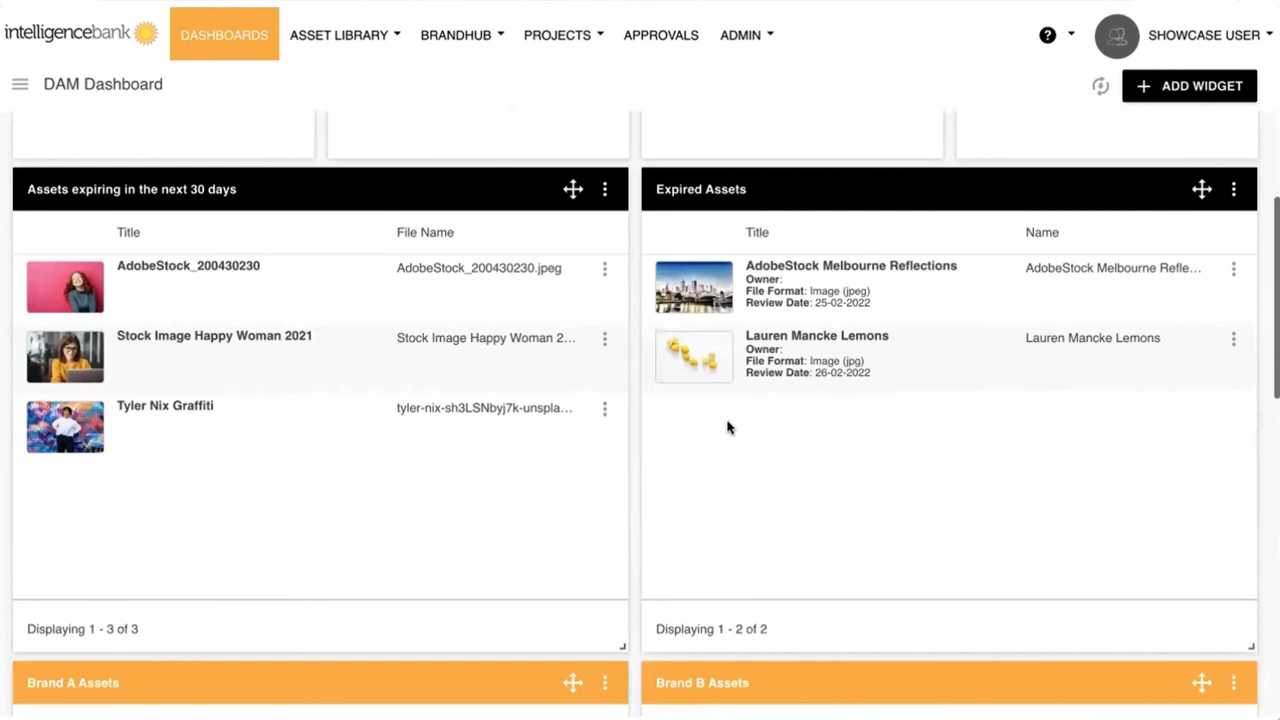 intelligencebank
DASHBOARDS
ASSET LIBRARY
BRANDHUB
PROJECTS
APPROVALS
ADMIN
?
SHOWCASE USER
DAM Dashboard
+ ADD WIDGET
Assets expiring in the next 30 days
Title
File Name
AdobeStock_200430230
AdobeStock_200430230.jpeg
Stock Image Happy Woman 2021
Stock Image Happy Woman 2...
Tyler Nix Graffiti
tyler-nix-sh3LSNbyj7k-unspla...
Displaying 1 - 3 of 3
Expired Assets
Title
Name
AdobeStock Melbourne Reflections
AdobeStock Melbourne Refle...
Owner:
File Format: Image (jpeg)
Review Date: 25-02-2022
Lauren Mancke Lemons
Lauren Mancke Lemons
Owner:
File Format: Image (jpg)
Review Date: 26-02-2022
Displaying 1 - 2 of 2
Brand A Assets
Brand B Assets